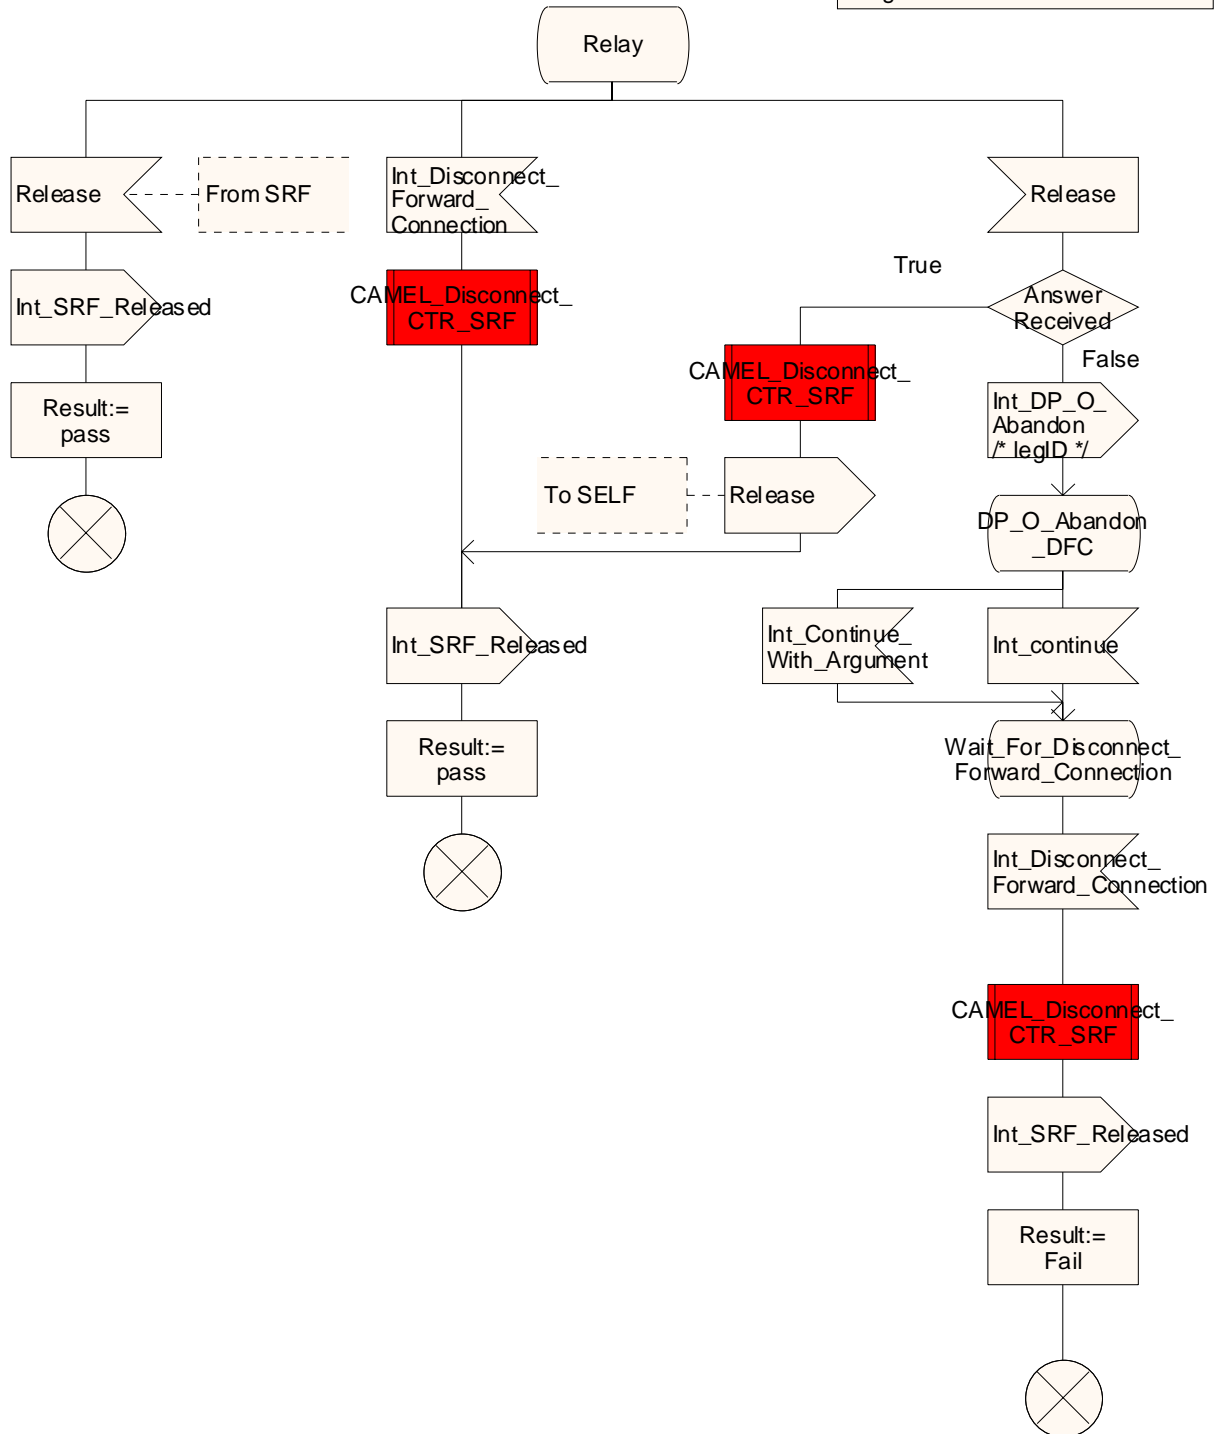 Relay
Release
From SRF
Int_Disconnect_
Forward_
Connection
Release
Int_SRF_Released
CAMEL_Disconnect_
CTR_SRF
True
Answer
Received
False
CAMEL_Disconnect_
CTR_SRF
Result:=
pass
Int_DP_O_
Abandon
/* legID */
To SELF
Release
DP_O_Abandon
_DFC
Int_SRF_Released
Int_Continue_
With_Argument
Int_continue
Result:=
pass
Wait_For_Disconnect_
Forward_Connection
Int_Disconnect_
Forward_Connection
CAMEL_Disconnect_
CTR_SRF
Int_SRF_Released
Result:=
Fail